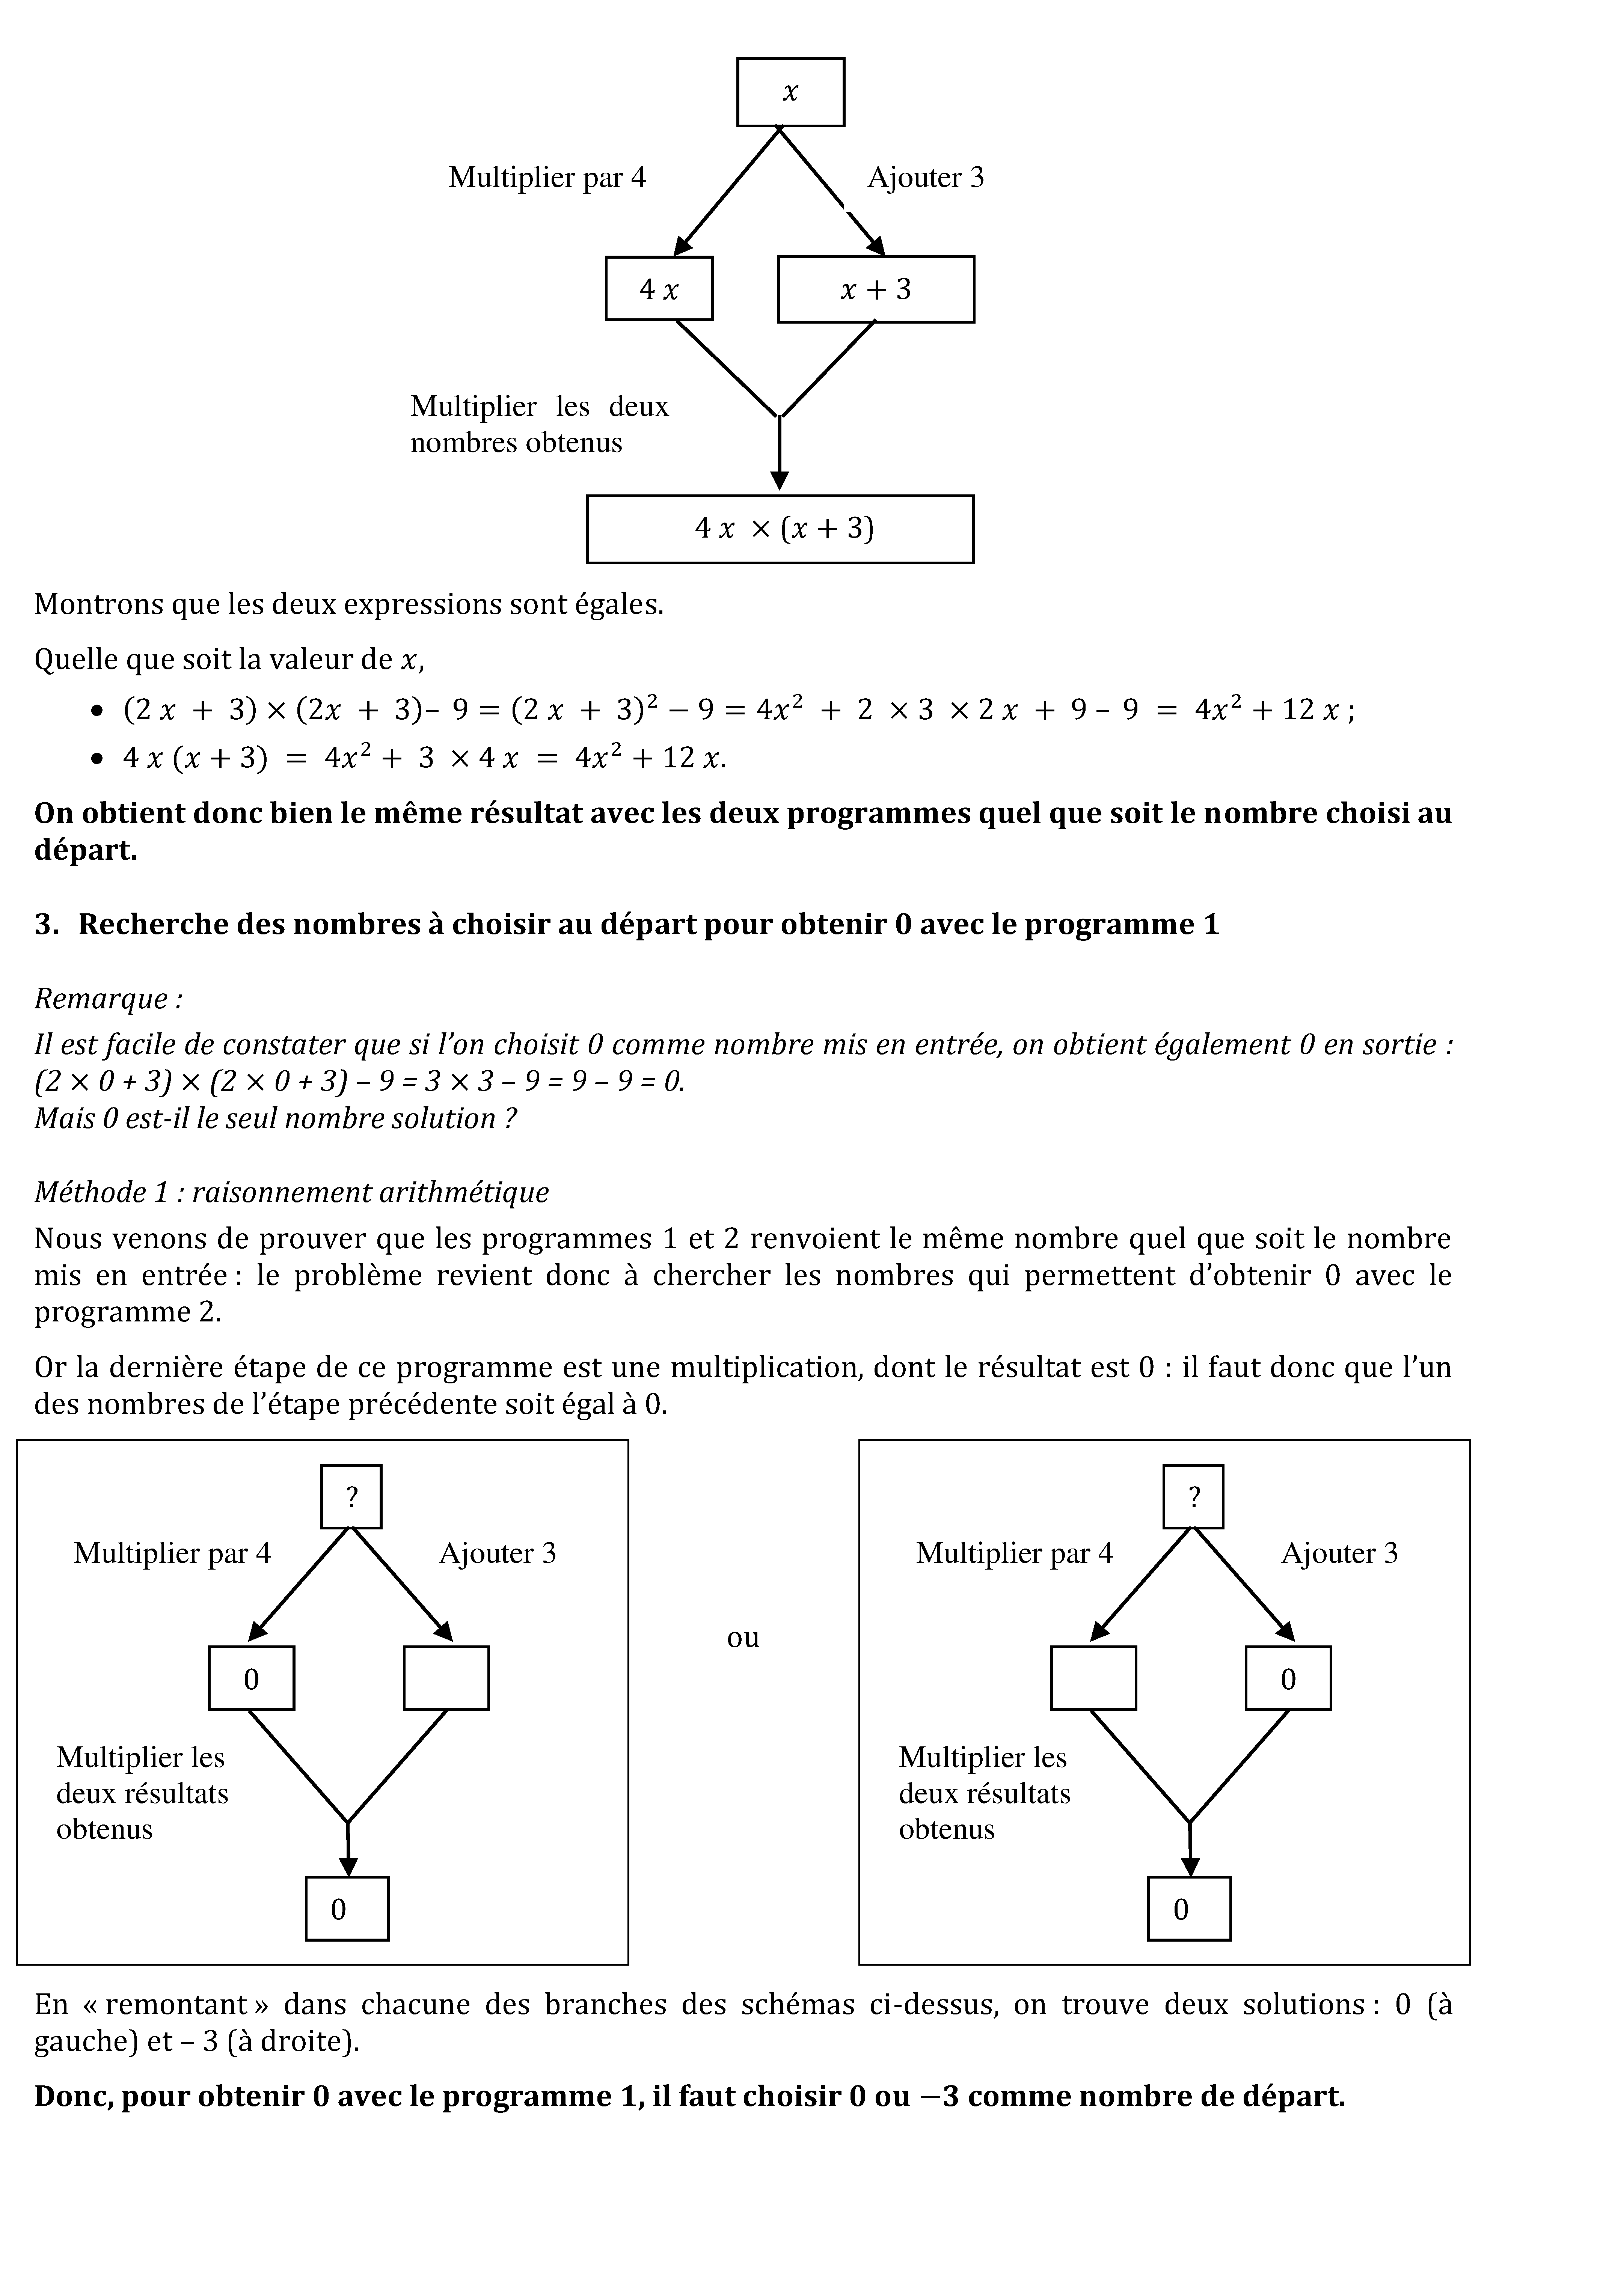 x
Multiplier par 4
Ajouter 3
4 x
x + 3
Multiplier les deux
nombres obtenus
4 x × (x + 3)
Montrons que les deux expressions sont égales.
Quelle que soit la valeur de x,
• (2 x + 3) × (2x + 3)– 9 = (2 x + 3)² − 9 = 4x² + 2 × 3 × 2 x + 9 – 9 = 4x² + 12 x ;
• 4 x (x + 3) = 4x² + 3 × 4 x = 4x² + 12 x.
On obtient donc bien le même résultat avec les deux programmes quel que soit le nombre choisi au
départ.
3. Recherche des nombres à choisir au départ pour obtenir 0 avec le programme 1
Remarque :
Il est facile de constater que si l’on choisit 0 comme nombre mis en entrée, on obtient également 0 en sortie :
(2 × 0 + 3) × (2 × 0 + 3) – 9 = 3 × 3 – 9 = 9 – 9 = 0.
Mais 0 est-il le seul nombre solution ?
Méthode 1 : raisonnement arithmétique
Nous venons de prouver que les programmes 1 et 2 renvoient le même nombre quel que soit le nombre
mis en entrée : le problème revient donc à chercher les nombres qui permettent d’obtenir 0 avec le
programme 2.
Or la dernière étape de ce programme est une multiplication, dont le résultat est 0 : il faut donc que l’un
des nombres de l’étape précédente soit égal à 0.
?
Multiplier par 4
Ajouter 3
0
Multiplier les
deux résultats
obtenus
0
ou
?
Multiplier par 4
Ajouter 3
0
Multiplier les
deux résultats
obtenus
0
En « remontant » dans chacune des branches des schémas ci-dessus, on trouve deux solutions : 0 (à
gauche) et – 3 (à droite).
Donc, pour obtenir 0 avec le programme 1, il faut choisir 0 ou −3 comme nombre de départ.